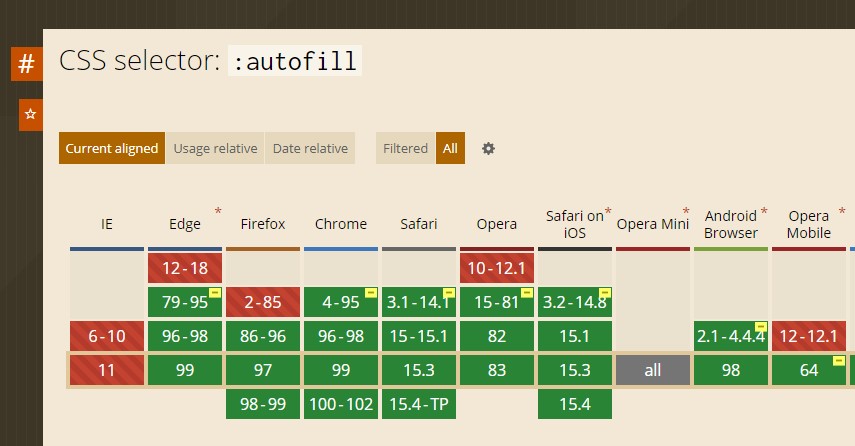 #
CSS selector: :autofill
☆
Current aligned Usage relative Date relative Filtered All
IE Edge * Firefox Chrome Safari Opera Safari on iOS * Opera Mini * Android Browser * Opera Mobile *
12-18 10-12.1
79-95 2-85 4-95 3.1-14.1 15-81 3.2-14.8
6-10 96-98 86-96 96-98 15-15.1 82 15.1 2.1-4.4.4 12-12.1
11 99 97 99 15.3 83 15.3 all 98 64
98-99 100-102 15.4-TP 15.4